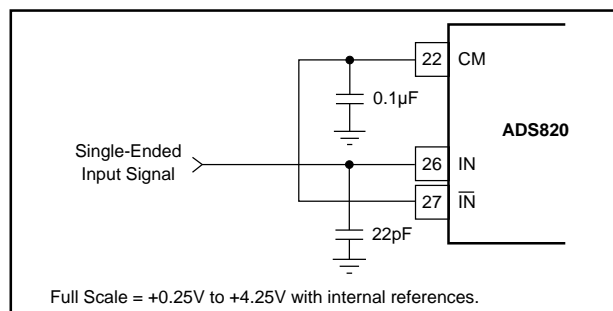 22 CM
0.1µF
ADS820
Single-Ended
Input Signal
26 IN
27 I̅N̅
22pF
Full Scale = +0.25V to +4.25V with internal references.